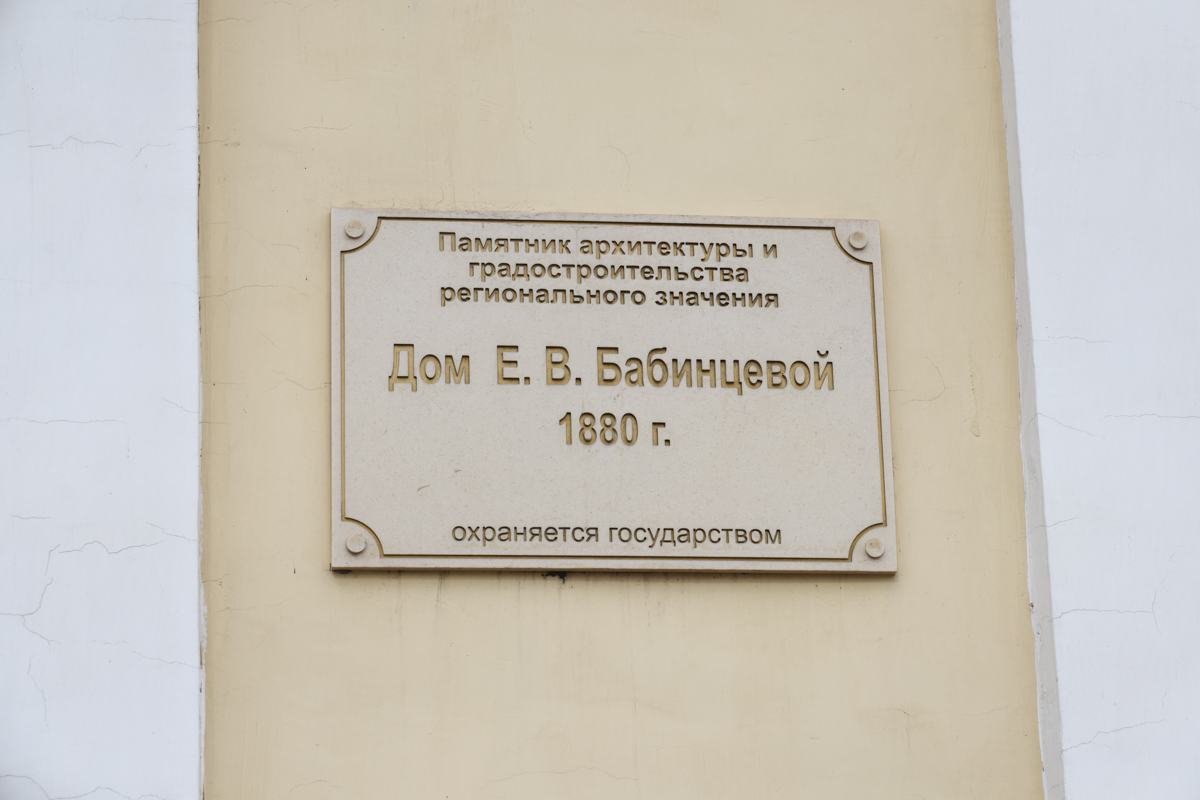 Памятник архитектуры и
градостроительства
регионального значения
Дом Е. В. Бабинцевой
1880 г.
охраняется государством